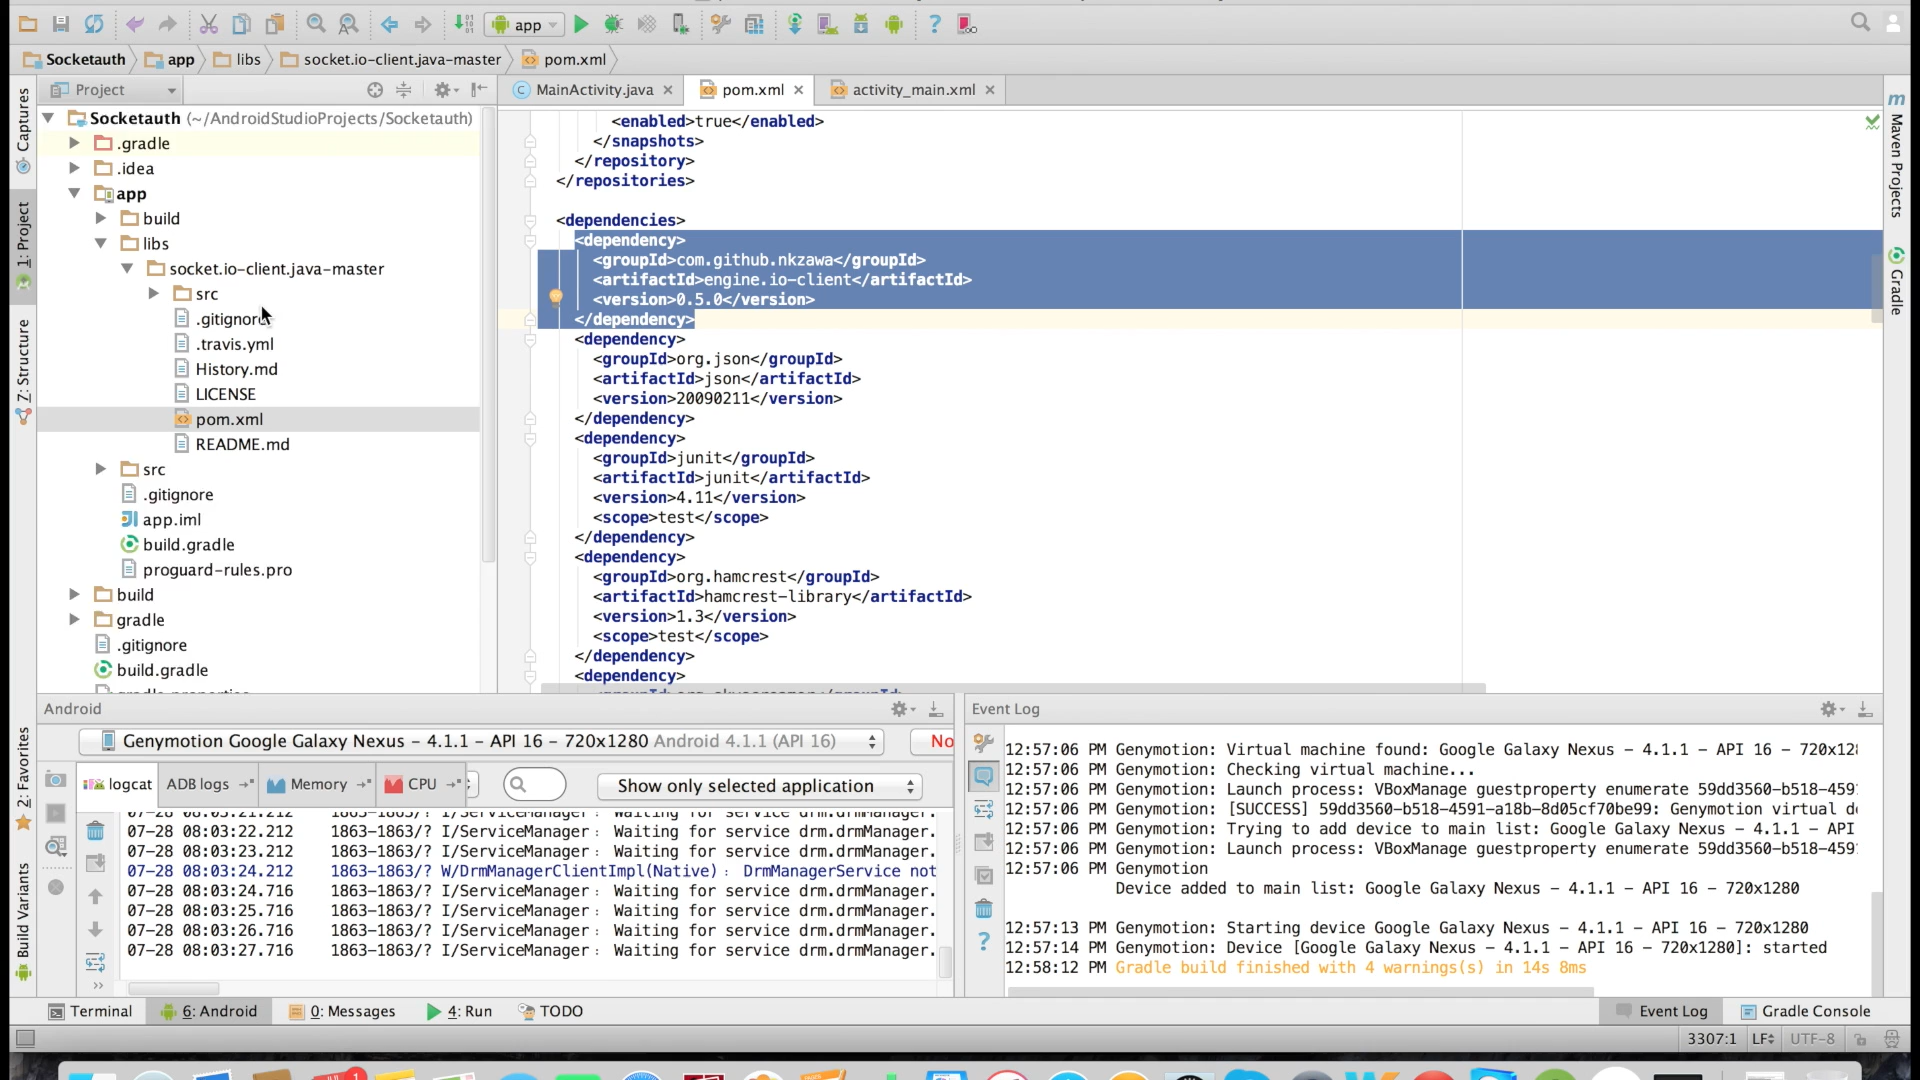 app
Socketauth
app
libs
socket.io-client.java-master
pom.xml
Project
MainActivity.java
pom.xml
activity_main.xml
Captures
1: Project
Z: Structure
2: Favorites
Build Variants
Socketauth (~/AndroidStudioProjects/Socketauth)
.gradle
.idea
app
build
libs
socket.io-client.java-master
src
.gitignore
.travis.yml
History.md
LICENSE
pom.xml
README.md
src
.gitignore
app.iml
build.gradle
proguard-rules.pro
build
gradle
.gitignore
build.gradle
<enabled>true</enabled>
</snapshots>
</repository>
</repositories>
<dependencies>
<dependency>
<groupId>com.github.nkzawa</groupId>
<artifactId>engine.io-client</artifactId>
<version>0.5.0</version>
</dependency>
<dependency>
<groupId>org.json</groupId>
<artifactId>json</artifactId>
<version>20090211</version>
</dependency>
<dependency>
<groupId>junit</groupId>
<artifactId>junit</artifactId>
<version>4.11</version>
<scope>test</scope>
</dependency>
<dependency>
<groupId>org.hamcrest</groupId>
<artifactId>hamcrest-library</artifactId>
<version>1.3</version>
<scope>test</scope>
</dependency>
<dependency>
m
Maven Projects
Gradle
Android
Genymotion Google Galaxy Nexus – 4.1.1 – API 16 – 720x1280 Android 4.1.1 (API 16)
No
logcat
ADB logs
Memory
CPU
Show only selected application
07-28 08:03:21.212 1863-1863/? I/ServiceManager: Waiting for service drm.drmManager.
07-28 08:03:22.212 1863-1863/? I/ServiceManager: Waiting for service drm.drmManager.
07-28 08:03:23.212 1863-1863/? I/ServiceManager: Waiting for service drm.drmManager.
07-28 08:03:24.212 1863-1863/? W/DrmManagerClientImpl(Native): DrmManagerService not
07-28 08:03:24.716 1863-1863/? I/ServiceManager: Waiting for service drm.drmManager.
07-28 08:03:25.716 1863-1863/? I/ServiceManager: Waiting for service drm.drmManager.
07-28 08:03:26.716 1863-1863/? I/ServiceManager: Waiting for service drm.drmManager.
07-28 08:03:27.716 1863-1863/? I/ServiceManager: Waiting for service drm.drmManager.
Event Log
12:57:06 PM Genymotion: Virtual machine found: Google Galaxy Nexus – 4.1.1 – API 16 – 720x128
12:57:06 PM Genymotion: Checking virtual machine...
12:57:06 PM Genymotion: Launch process: VBoxManage guestproperty enumerate 59dd3560-b518-459
12:57:06 PM Genymotion: [SUCCESS] 59dd3560-b518-4591-a18b-8d05cf70be99: Genymotion virtual d
12:57:06 PM Genymotion: Trying to add device to main list: Google Galaxy Nexus – 4.1.1 – API
12:57:06 PM Genymotion: Launch process: VBoxManage guestproperty enumerate 59dd3560-b518-459
12:57:06 PM Genymotion
Device added to main list: Google Galaxy Nexus – 4.1.1 – API 16 – 720x1280
12:57:13 PM Genymotion: Starting device Google Galaxy Nexus – 4.1.1 – API 16 – 720x1280
12:57:14 PM Genymotion: Device [Google Galaxy Nexus – 4.1.1 – API 16 – 720x1280]: started
12:58:12 PM Gradle build finished with 4 warnings(s) in 14s 8ms
Terminal
6: Android
0: Messages
4: Run
TODO
Event Log
Gradle Console
3307:1
LF
UTF-8
1